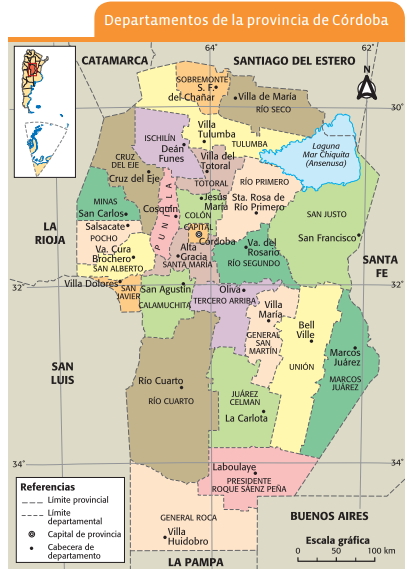 Departamentos de la provincia de Córdoba
CATAMARCA
SANTIAGO DEL ESTERO
64°
62°
N
SOBREMONTE
S. F.
del Chañar
Villa de María
RÍO SECO
30°
ISCHILÍN
Deán
Funes
Villa
Tulumba
TULUMBA
Laguna
Mar Chiquita
(Ansenusa)
CRUZ
DEL EJE
Cruz del Eje
Villa del
Totoral
TOTORAL
RÍO PRIMERO
MINAS
San Carlos
PUNILLA
Cosquín
Jesús
María
COLÓN
Sta. Rosa de
Río Primero
SAN JUSTO
San Francisco
LA
RIOJA
Salsacate
POCHO
CAPITAL
Córdoba
Va. del
Rosario
RÍO SEGUNDO
Va. Cura
Brochero
SAN ALBERTO
Alta
Gracia
SANTA MARÍA
SANTA
FE
Villa Dolores
SAN
JAVIER
San Agustín
CALAMUCHITA
Oliva
TERCERO ARRIBA
32°
32°
Villa
María
GENERAL
SAN
MARTÍN
Bell
Ville
UNIÓN
Marcos
Juárez
MARCOS
JUÁREZ
SAN
LUIS
Río Cuarto
RÍO CUARTO
JUÁREZ
CELMAN
La Carlota
34°
34°
Laboulaye
PRESIDENTE
ROQUE SÁENZ PEÑA
GENERAL ROCA
Villa
Huidobro
BUENOS AIRES
LA PAMPA
Referencias
Límite provincial
Límite
departamental
Capital de provincia
Cabecera de
departamento
Escala gráfica
0 50 100 km